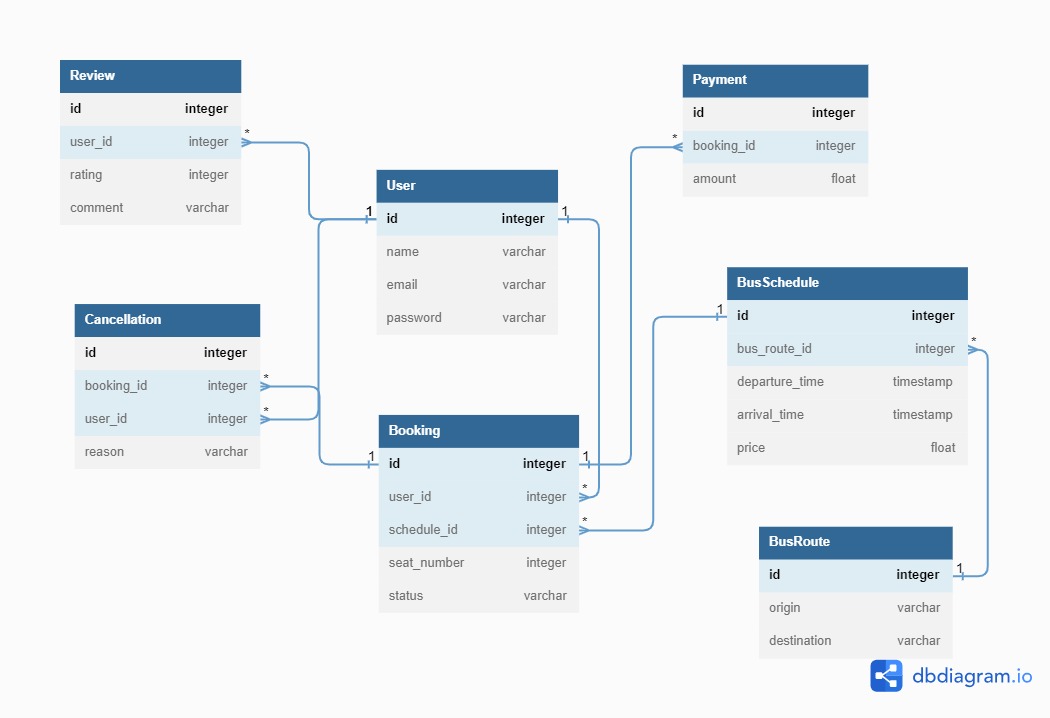 Review
id integer
user_id integer
rating integer
comment varchar
*
Payment
id integer
booking_id integer
amount float
*
User
id integer
name varchar
email varchar
password varchar
1
1
BusSchedule
id integer
bus_route_id integer
departure_time timestamp
arrival_time timestamp
price float
1
*
Cancellation
id integer
booking_id integer
user_id integer
reason varchar
*
*
Booking
id integer
user_id integer
schedule_id integer
seat_number integer
status varchar
1
1
*
*
BusRoute
id integer
origin varchar
destination varchar
1
dbdiagram.io